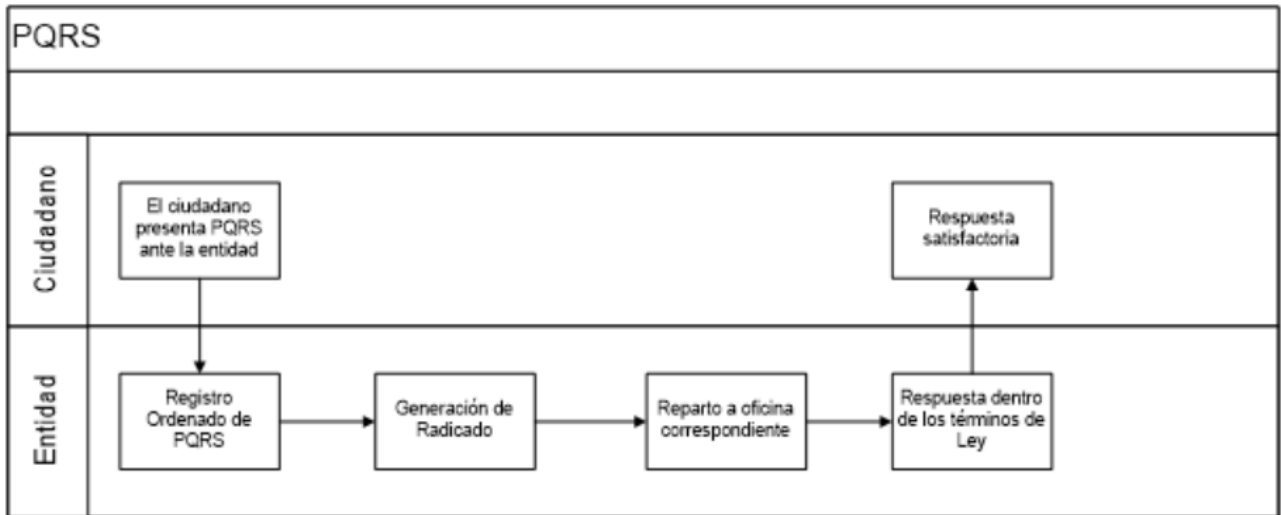 PQRS
Ciudadano
El ciudadano
presenta PQRS
ante la entidad
Respuesta
satisfactoria
Entidad
Registro
Ordenado de
PQRS
Generación de
Radicado
Reparto a oficina
correspondiente
Respuesta dentro
de los términos de
Ley